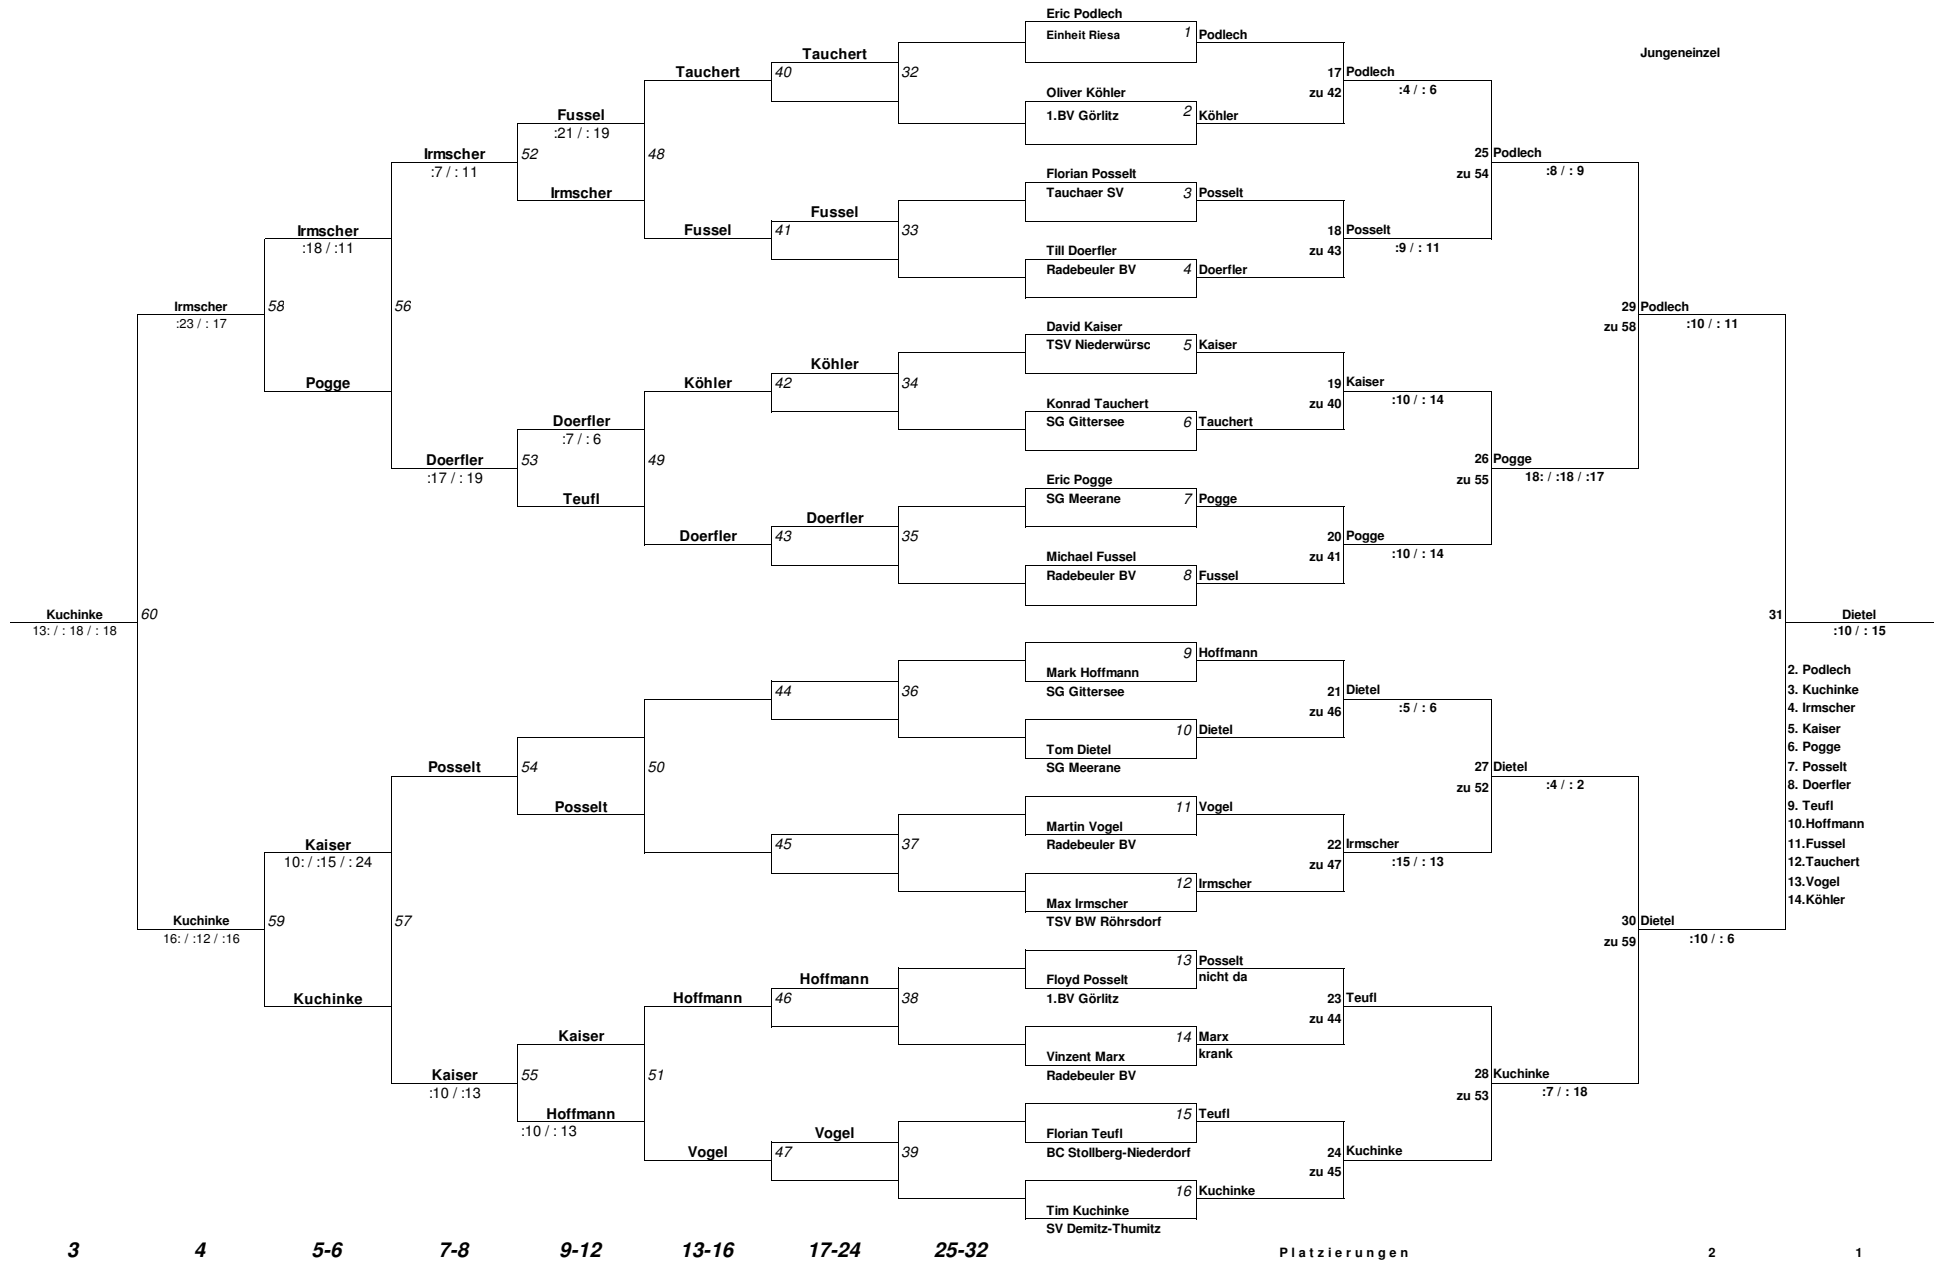 Jungeneinzel
Eric Podlech
Einheit Riesa
1 Podlech
Oliver Köhler
1.BV Görlitz
2 Köhler
Florian Posselt
Tauchaer SV
3 Posselt
Till Doerfler
Radebeuler BV
4 Doerfler
David Kaiser
TSV Niederwürsc
5 Kaiser
Konrad Tauchert
SG Gittersee
6 Tauchert
Eric Pogge
SG Meerane
7 Pogge
Michael Fussel
Radebeuler BV
8 Fussel
9 Hoffmann
Mark Hoffmann
SG Gittersee
10 Dietel
Tom Dietel
SG Meerane
11 Vogel
Martin Vogel
Radebeuler BV
12 Irmscher
Max Irmscher
TSV BW Röhrsdorf
13 Posselt
nicht da
Floyd Posselt
1.BV Görlitz
14 Marx
krank
Vinzent Marx
Radebeuler BV
15 Teufl
Florian Teufl
BC Stollberg-Niederdorf
16 Kuchinke
Tim Kuchinke
SV Demitz-Thumitz
17 Podlech
zu 42
:4 / : 6
18 Posselt
zu 43
:9 / : 11
19 Kaiser
zu 40
:10 / : 14
20 Pogge
zu 41
:10 / : 14
21 Dietel
zu 46
:5 / : 6
22 Irmscher
zu 47
:15 / : 13
23 Teufl
zu 44
24 Kuchinke
zu 45
25 Podlech
zu 54
:8 / : 9
26 Pogge
zu 55
18: / :18 / :17
27 Dietel
zu 52
:4 / : 2
28 Kuchinke
zu 53
:7 / : 18
29 Podlech
zu 58
:10 / : 11
30 Dietel
zu 59
:10 / : 6
31
Dietel
:10 / : 15
2. Podlech
3. Kuchinke
4. Irmscher
5. Kaiser
6. Pogge
7. Posselt
8. Doerfler
9. Teufl
10.Hoffmann
11.Fussel
12.Tauchert
13.Vogel
14.Köhler
32
33
34
35
36
37
38
39
Tauchert
40
Fussel
41
Köhler
42
Doerfler
43
44
45
Hoffmann
46
Vogel
47
Tauchert
48
Fussel
Köhler
49
Doerfler
50
Hoffmann
51
Vogel
Fussel
:21 / : 19
52
Irmscher
Doerfler
:7 / : 6
53
Teufl
54
Posselt
Kaiser
55
Hoffmann
:10 / : 13
Irmscher
:7 / : 11
56
Doerfler
:17 / : 19
Posselt
57
Kaiser
:10 / :13
Irmscher
:18 / :11
58
Pogge
Kaiser
10: / :15 / : 24
59
Kuchinke
Irmscher
:23 / : 17
60
Kuchinke
16: / :12 / :16
Kuchinke
13: / : 18 / : 18
3 4 5-6 7-8 9-12 13-16 17-24 25-32 Platzierungen 2 1